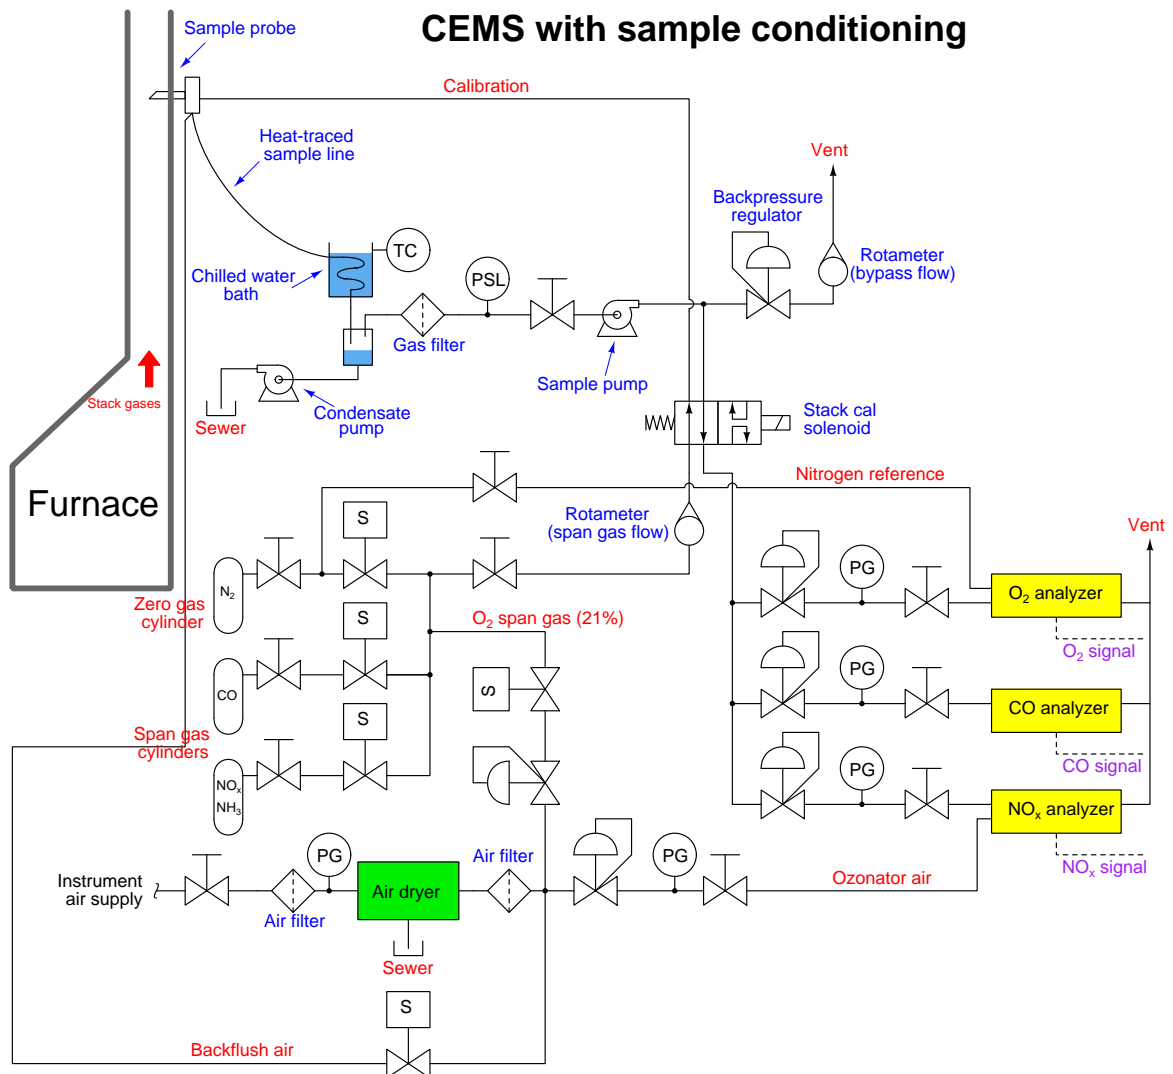 CEMS with sample conditioning
Sample probe
Calibration
Heat-traced
sample line
Vent
Backpressure
regulator
Rotameter
(bypass flow)
TC
Chilled water
bath
PSL
Gas filter
Sample pump
Stack gases
Sewer
Condensate
pump
Stack cal
solenoid
Furnace
Nitrogen reference
S
Rotameter
(span gas flow)
Vent
N₂
Zero gas
cylinder
PG
O₂ analyzer
S
O₂ span gas (21%)
O₂ signal
CO
S
PG
CO analyzer
S
Span gas
cylinders
CO signal
NOₓ
NH₃
PG
NOₓ analyzer
NOₓ signal
Instrument
air supply
Air filter
PG
Air dryer
Air filter
PG
Ozonator air
Sewer
S
Backflush air